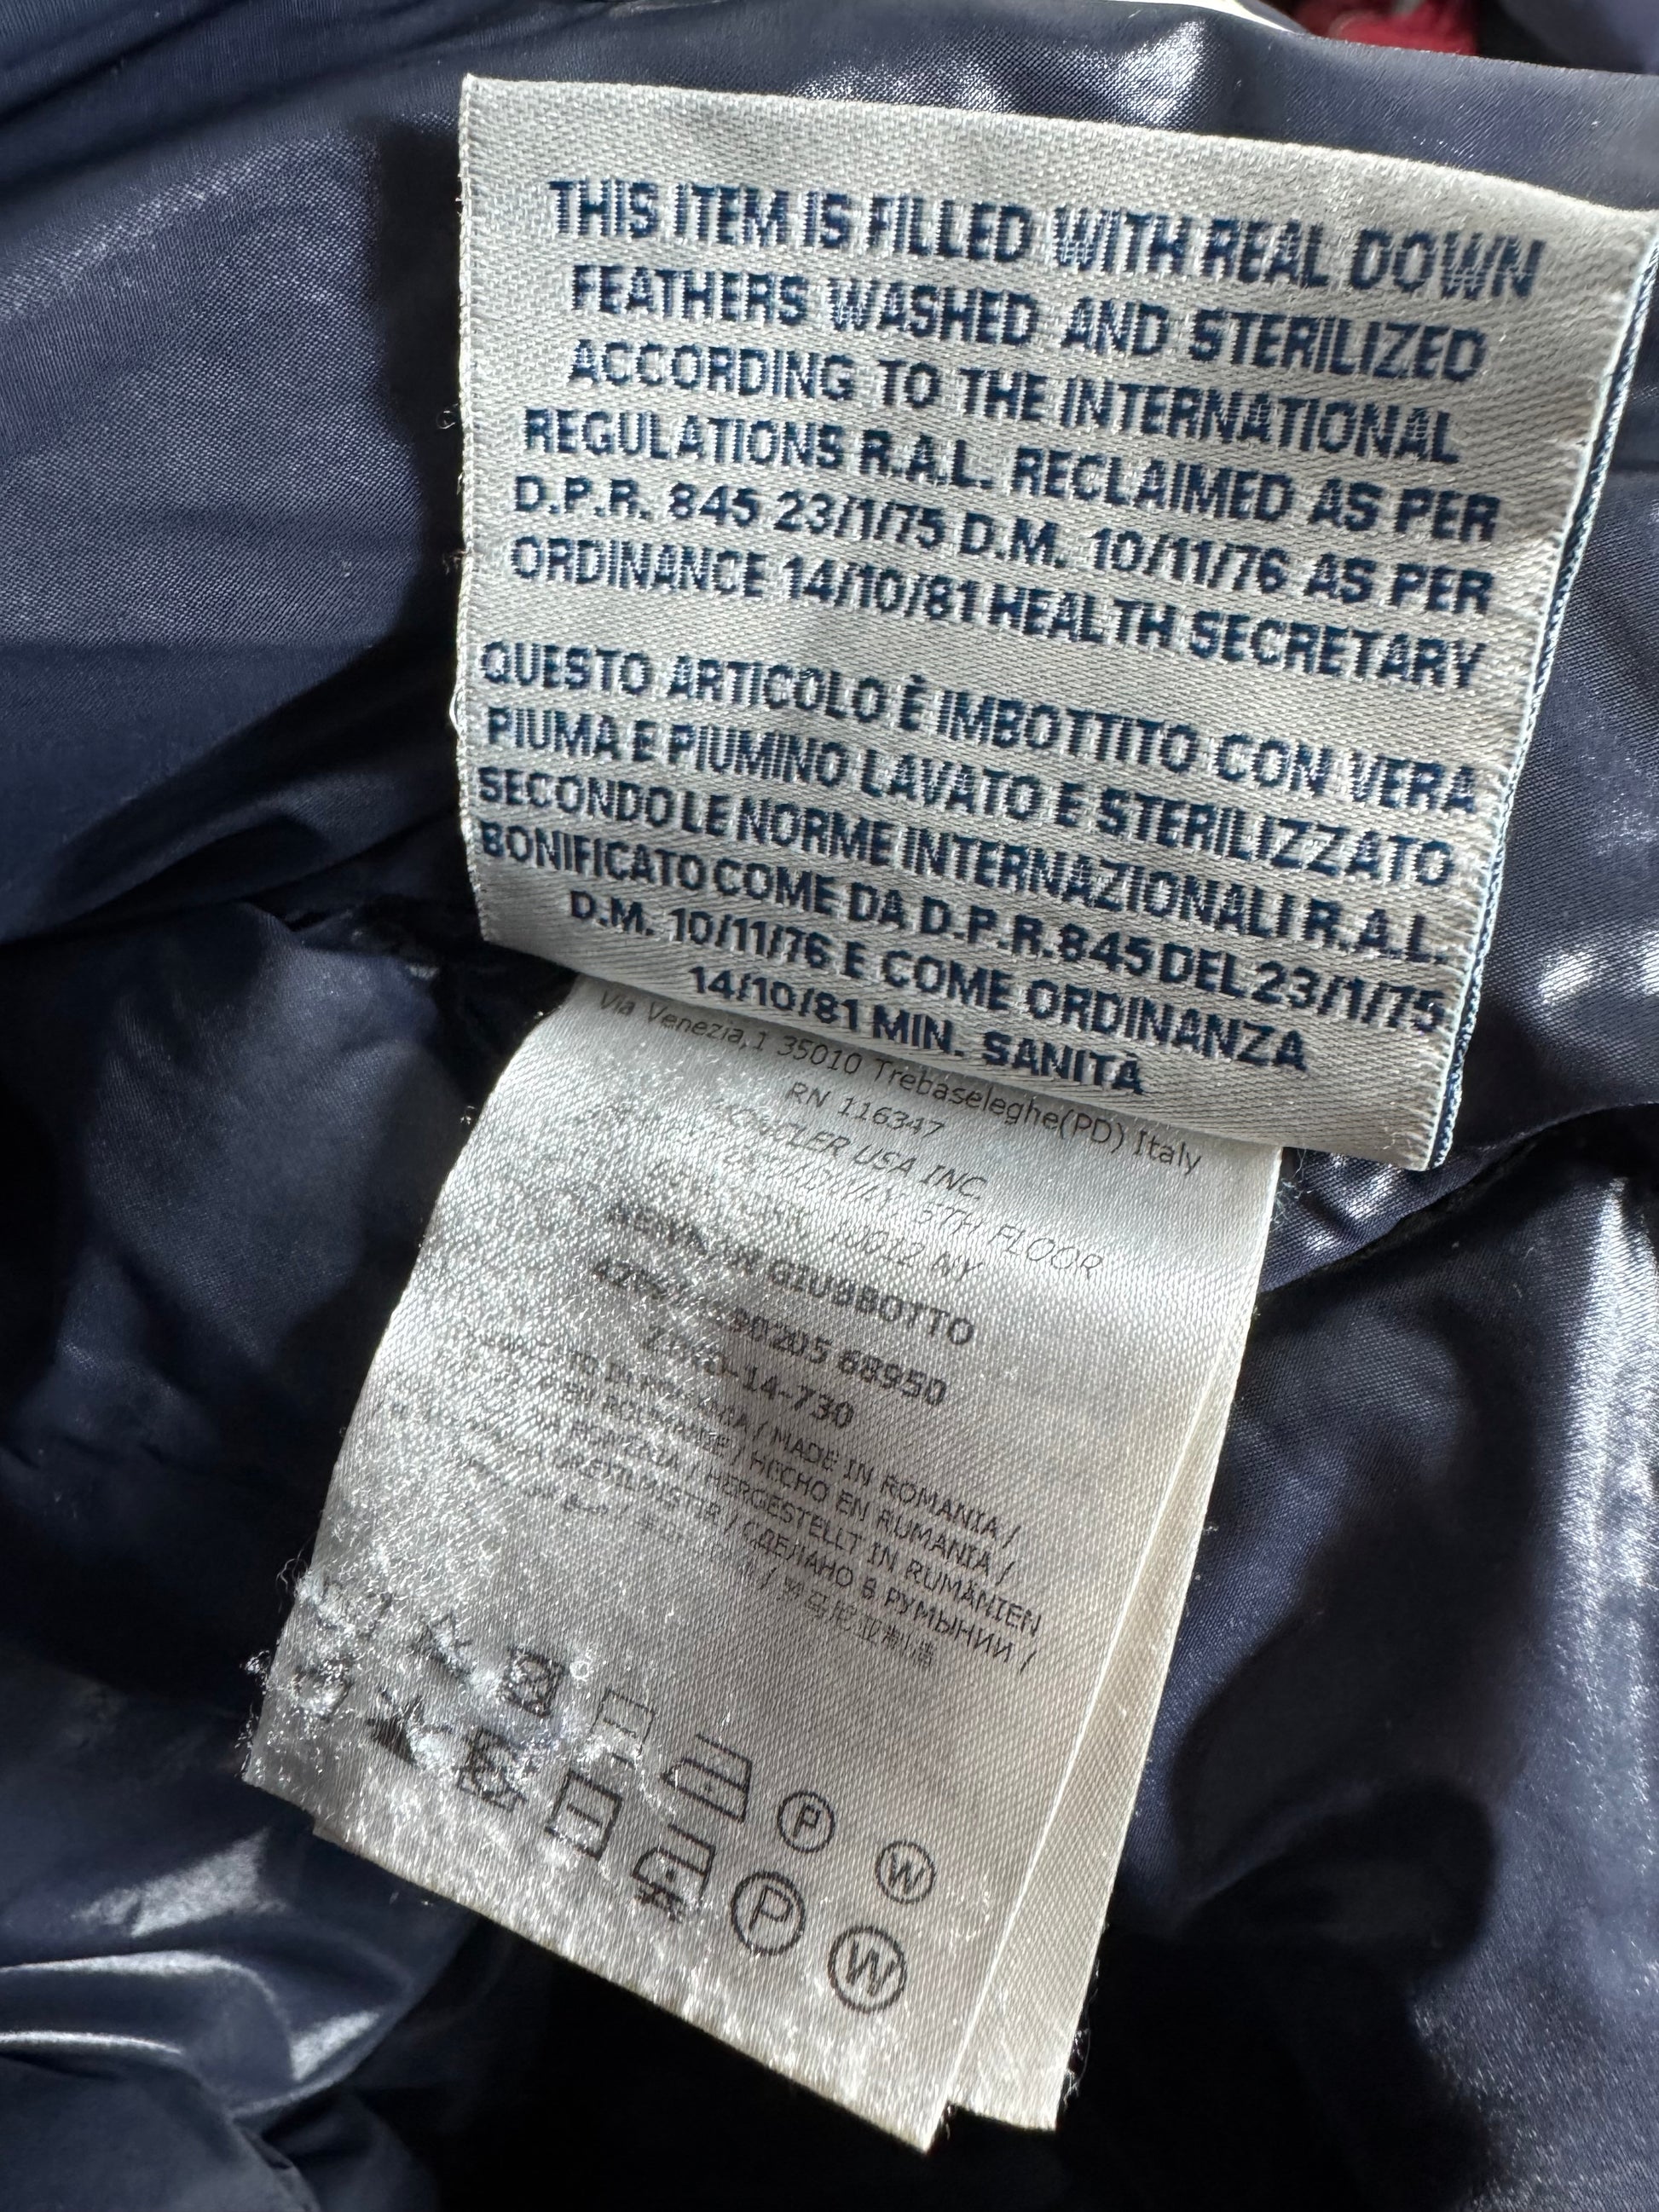 THIS ITEM IS FILLED WITH REAL DOWN
FEATHERS WASHED AND STERILIZED
ACCORDING TO THE INTERNATIONAL
REGULATIONS R.A.L. RECLAIMED AS PER
D.P.R. 845 23/1/75 D.M. 10/11/76 AS PER
ORDINANCE 14/10/81 HEALTH SECRETARY
QUESTO ARTICOLO È IMBOTTITO CON VERA
PIUMA E PIUMINO LAVATO E STERILIZZATO
SECONDO LE NORME INTERNAZIONALI R.A.L.
BONIFICATO COME DA D.P.R. 845 DEL 23/1/75
D.M. 10/11/76 E COME ORDINANZA
14/10/81 MIN. SANITÀ
Via Venezia,1 35010 Trebaseleghe(PD) Italy
RN 116347
USA INC.
5TH FLOOR
10012 NY
GIUBBOTTO
68950
-14-730
/ MADE IN ROMANIA /
/ HECHO EN RUMANIA /
/ HERGESTELLT IN RUMÄNIEN
/ СДЕЛАНО В РУМЫНИИ /
P W
P W